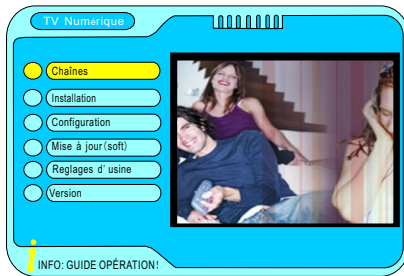 TV Numérique
Chaînes
Installation
Configuration
Mise à jour(soft)
Reglages d' usine
Version
i
INFO: GUIDE OPÉRATION!